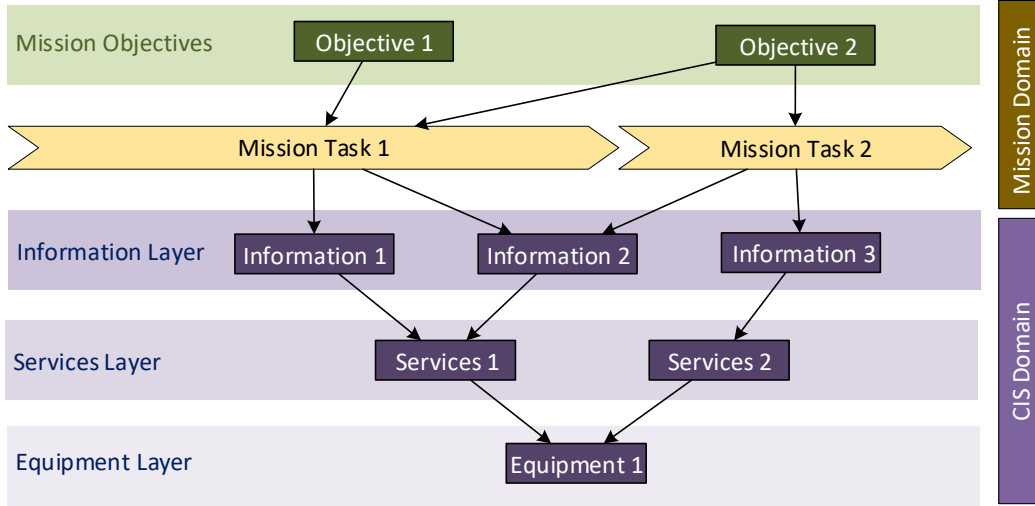 Mission Objectives
Objective 1
Objective 2
Mission Domain
Mission Task 1
Mission Task 2
Information Layer
Information 1
Information 2
Information 3
CIS Domain
Services Layer
Services 1
Services 2
Equipment Layer
Equipment 1